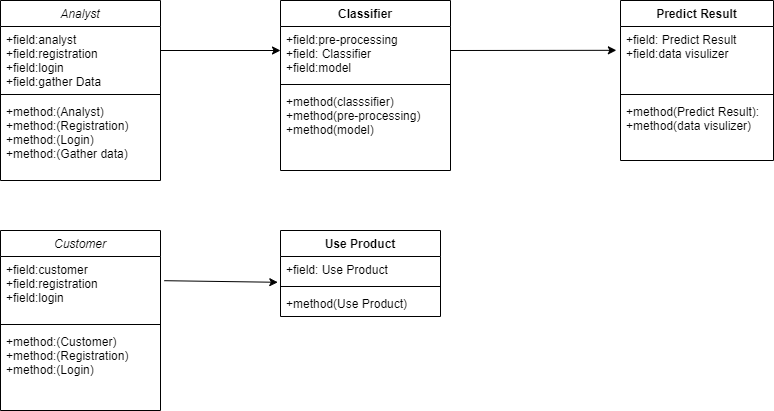 Analyst
+field:analyst
+field:registration
+field:login
+field:gather Data
+method:(Analyst)
+method:(Registration)
+method:(Login)
+method:(Gather data)
Classifier
+field:pre-processing
+field: Classifier
+field:model
+method(classsifier)
+method(pre-processing)
+method(model)
Predict Result
+field: Predict Result
+field:data visulizer
+method(Predict Result):
+method(data visulizer)
Customer
+field:customer
+field:registration
+field:login
+method:(Customer)
+method:(Registration)
+method:(Login)
Use Product
+field: Use Product
+method(Use Product)